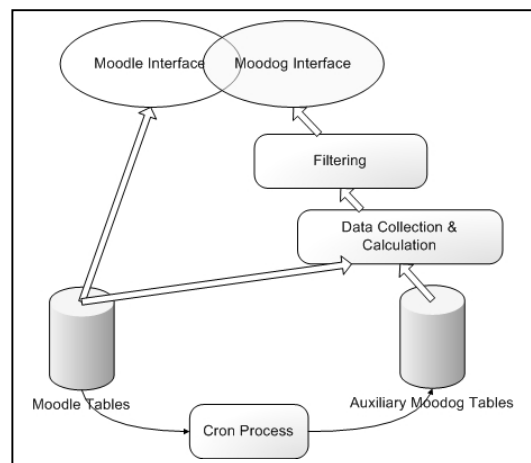 Moodle Interface
Moodog Interface
Filtering
Data Collection &
Calculation
Moodle Tables
Auxiliary Moodog Tables
Cron Process